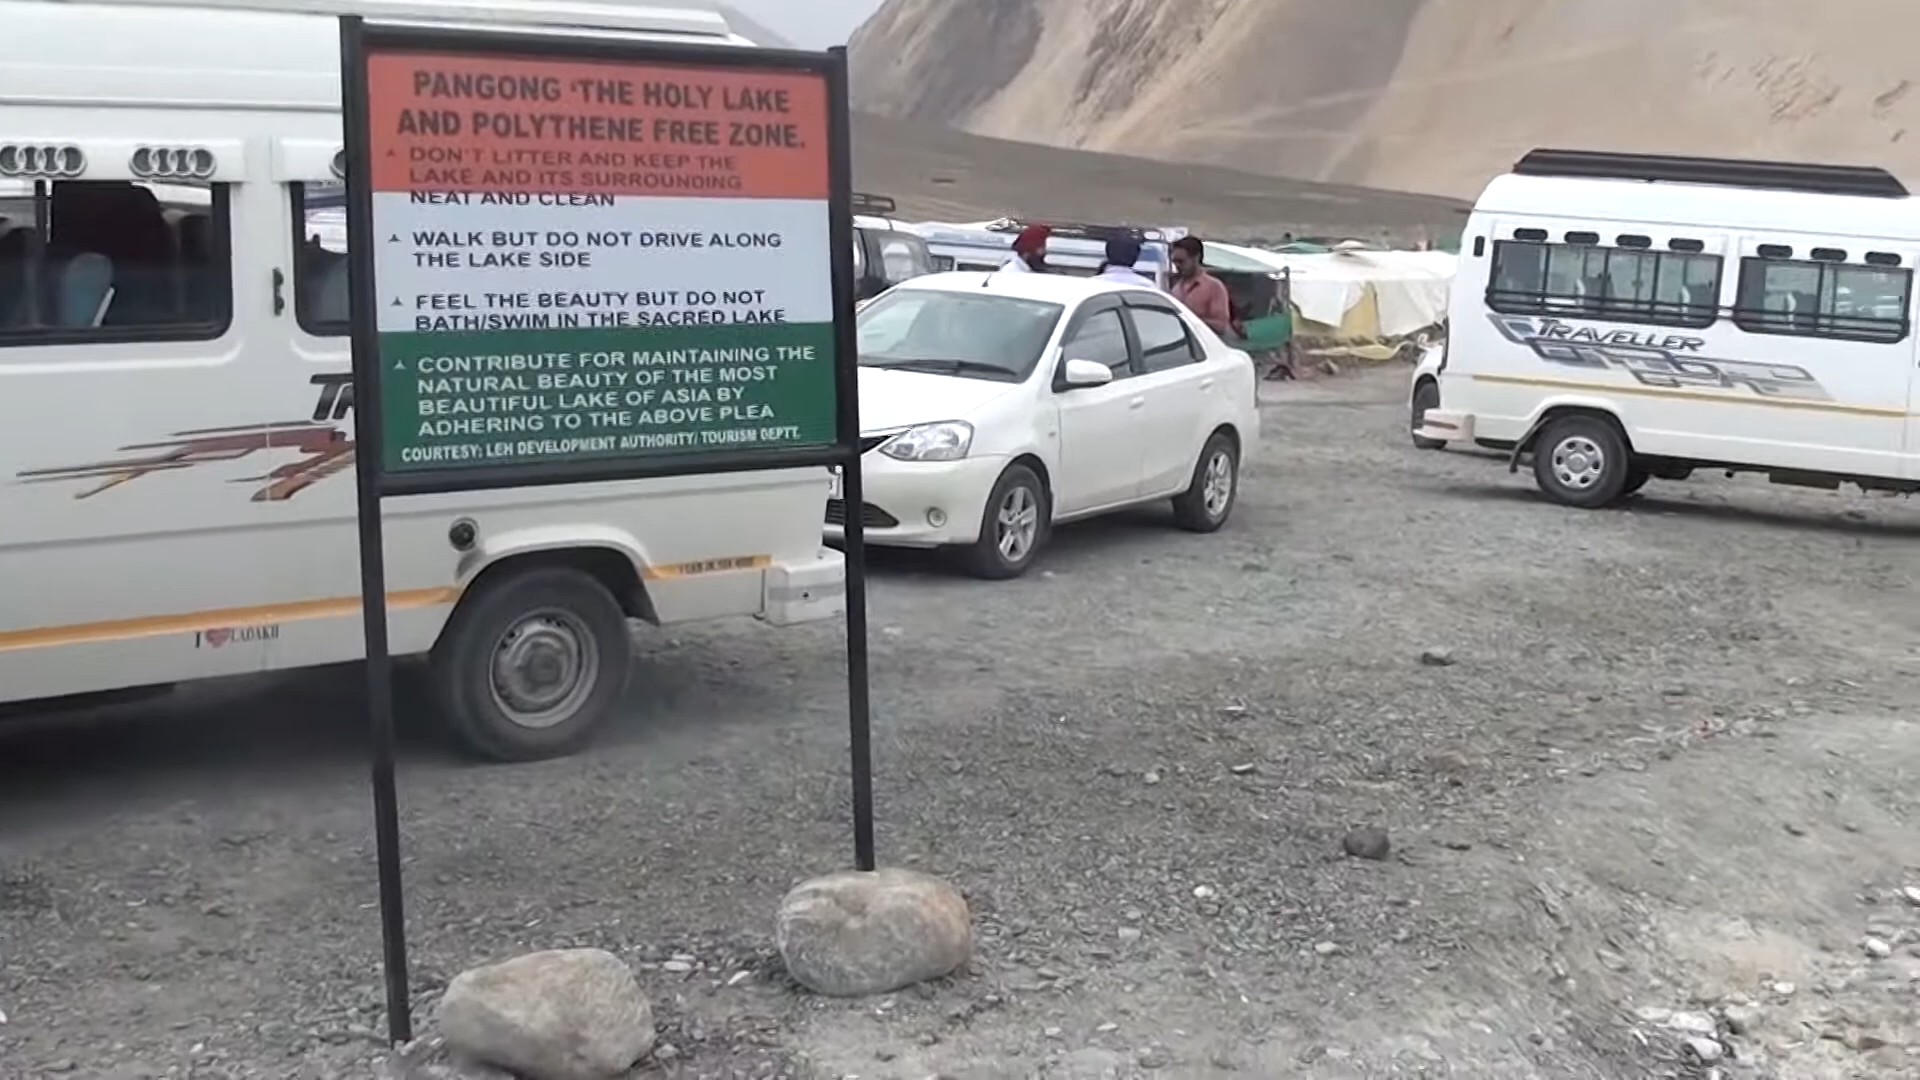 PANGONG 'THE HOLY LAKE
AND POLYTHENE FREE ZONE.
DON'T LITTER AND KEEP THE
LAKE AND ITS SURROUNDING
NEAT AND CLEAN
WALK BUT DO NOT DRIVE ALONG
THE LAKE SIDE
FEEL THE BEAUTY BUT DO NOT
BATH/SWIM IN THE SACRED LAKE
CONTRIBUTE FOR MAINTAINING THE
NATURAL BEAUTY OF THE MOST
BEAUTIFUL LAKE OF ASIA BY
ADHERING TO THE ABOVE PLEA
COURTESY: LEH DEVELOPMENT AUTHORITY/ TOURISM DEPTT.
I ❤ LADAKH
TRAVELLER